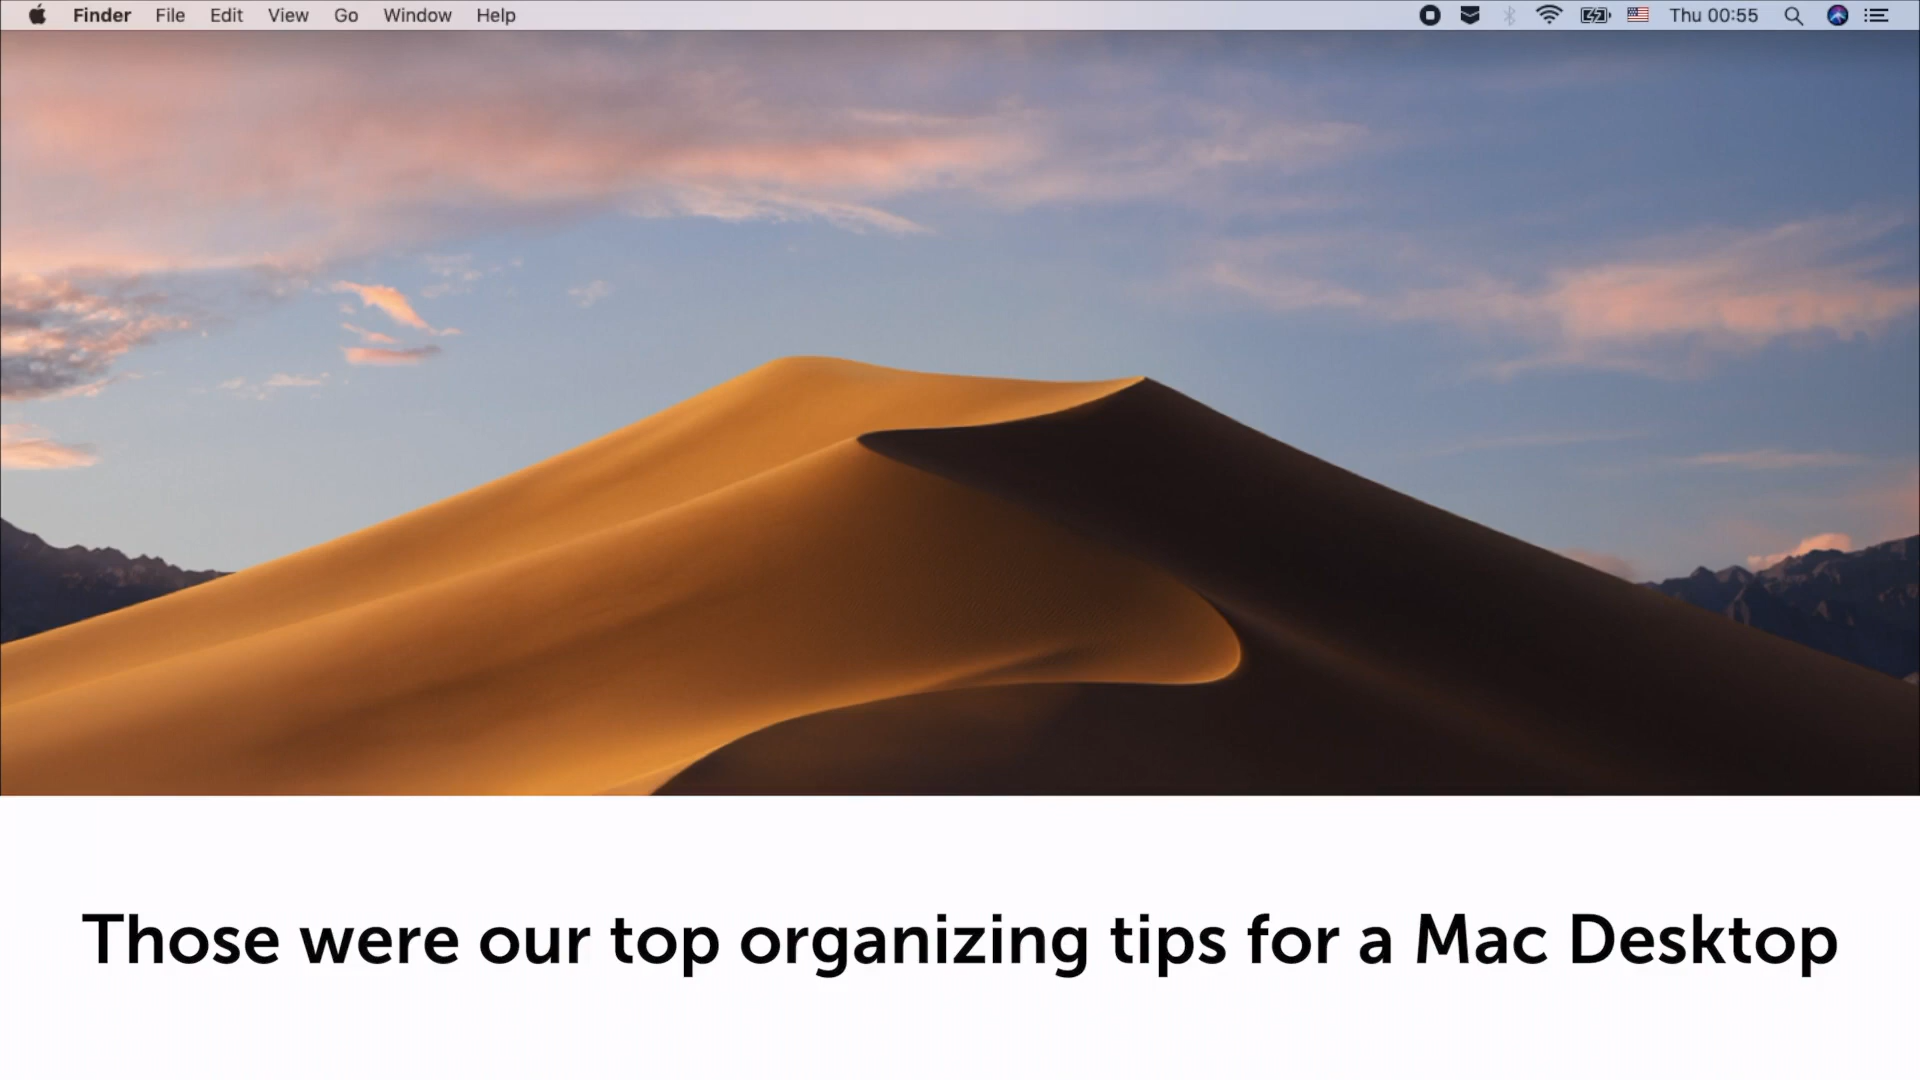 Finder File Edit View Go Window Help Thu 00:55
Those were our top organizing tips for a Mac Desktop